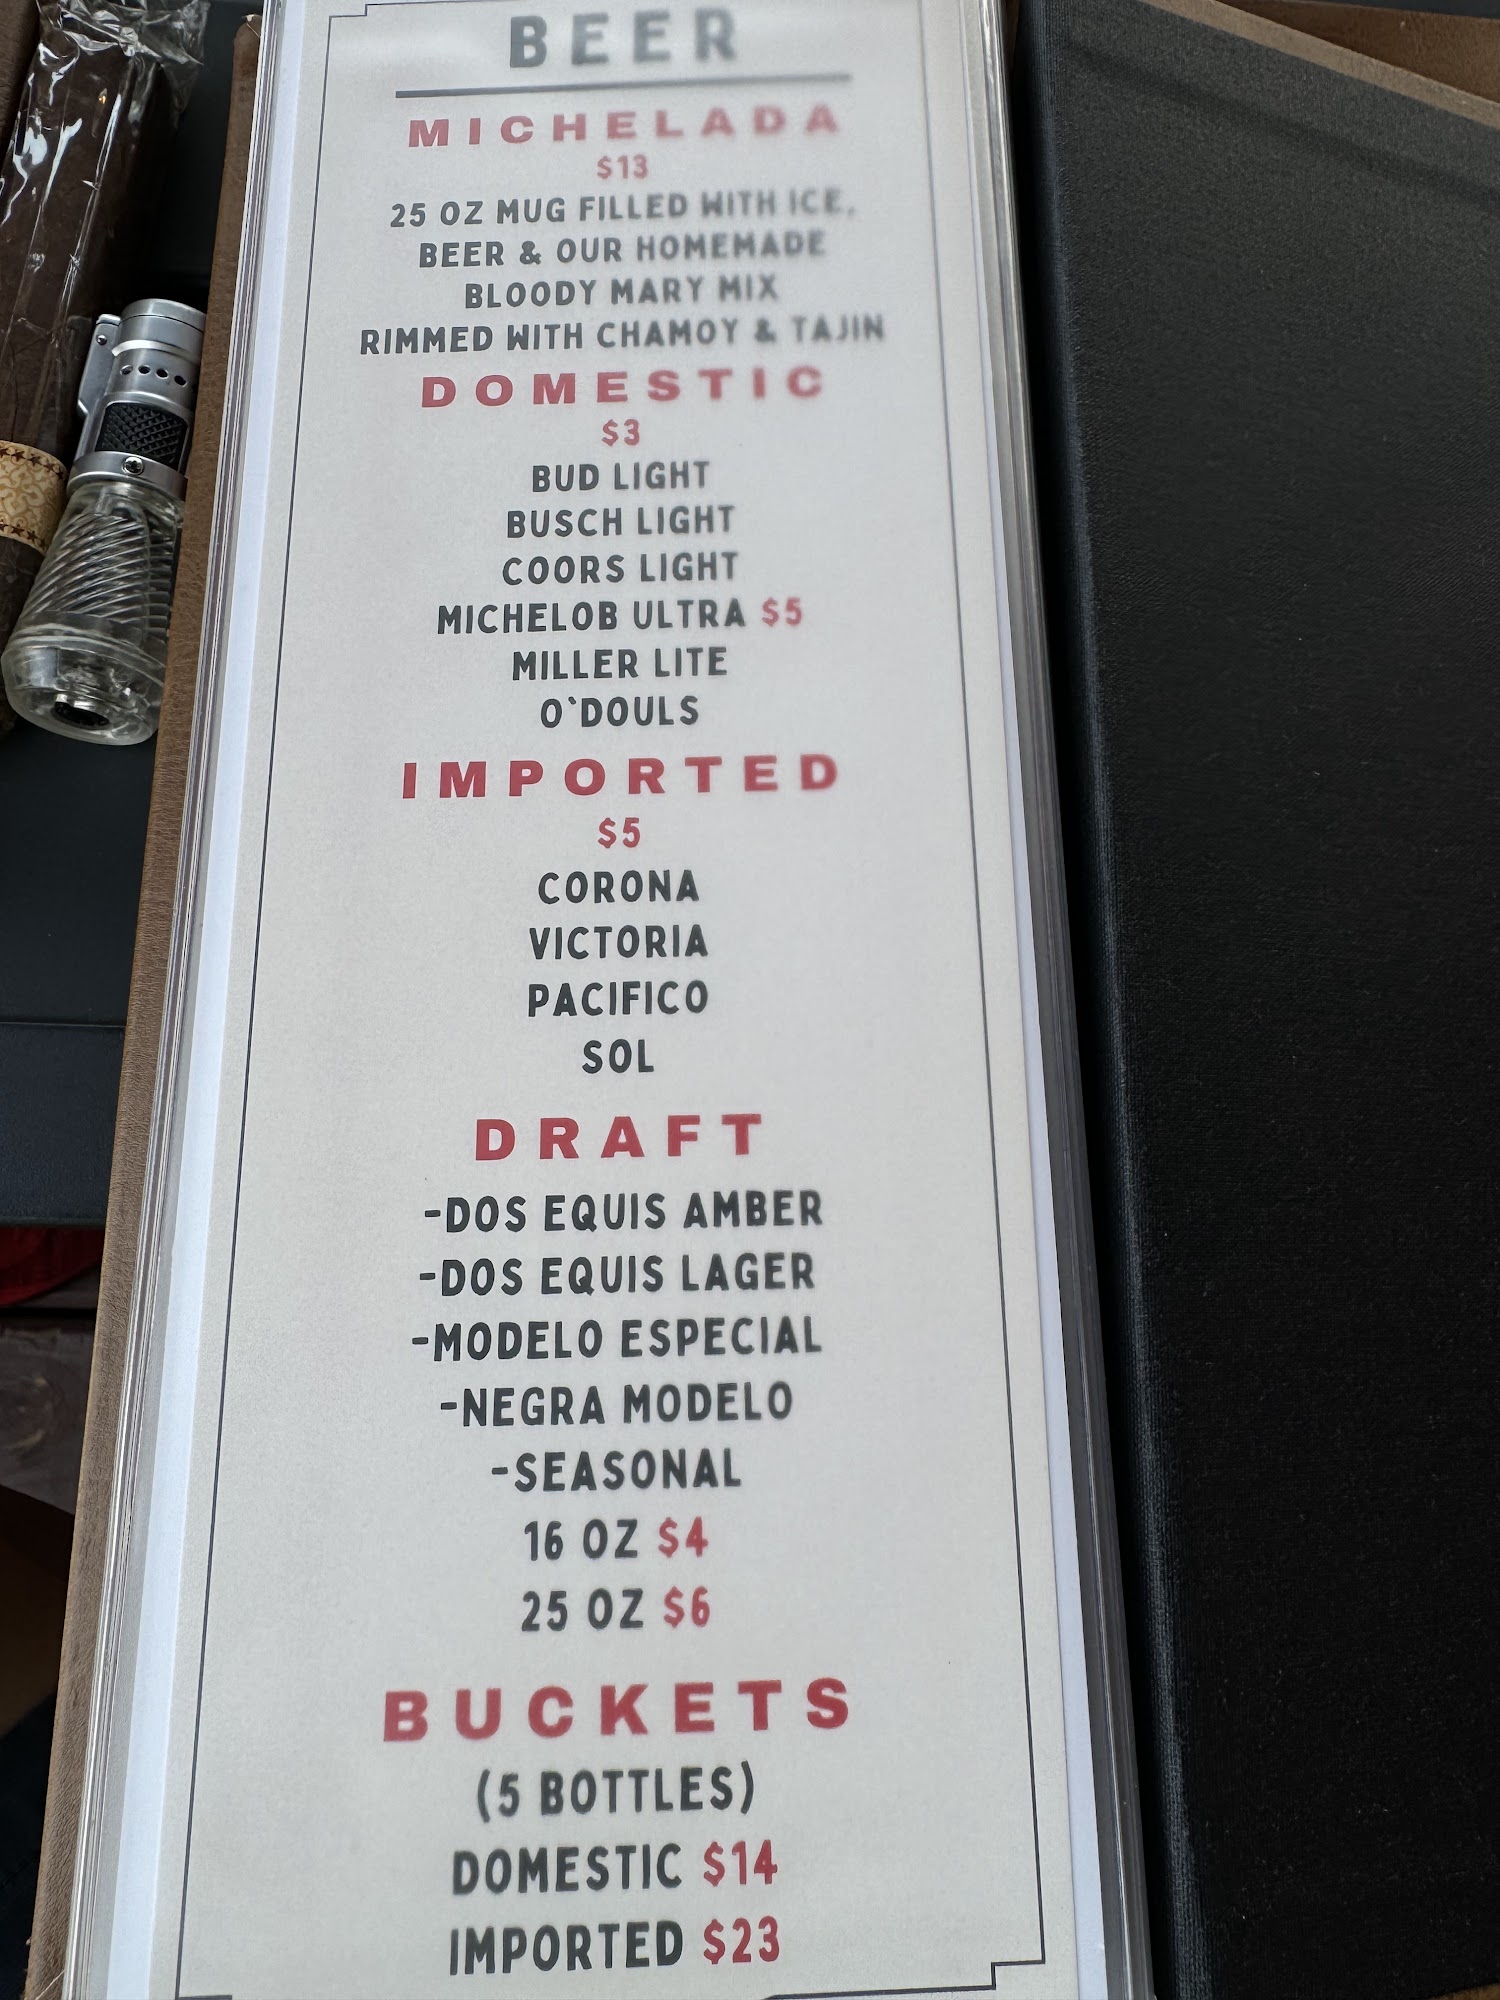 BEER
MICHELADA
$13
25 OZ MUG FILLED WITH ICE,
BEER & OUR HOMEMADE
BLOODY MARY MIX
RIMMED WITH CHAMOY & TAJIN
DOMESTIC
$3
BUD LIGHT
BUSCH LIGHT
COORS LIGHT
MICHELOB ULTRA $5
MILLER LITE
O`DOULS
IMPORTED
$5
CORONA
VICTORIA
PACIFICO
SOL
DRAFT
-DOS EQUIS AMBER
-DOS EQUIS LAGER
-MODELO ESPECIAL
-NEGRA MODELO
-SEASONAL
16 OZ $4
25 OZ $6
BUCKETS
(5 BOTTLES)
DOMESTIC $14
IMPORTED $23